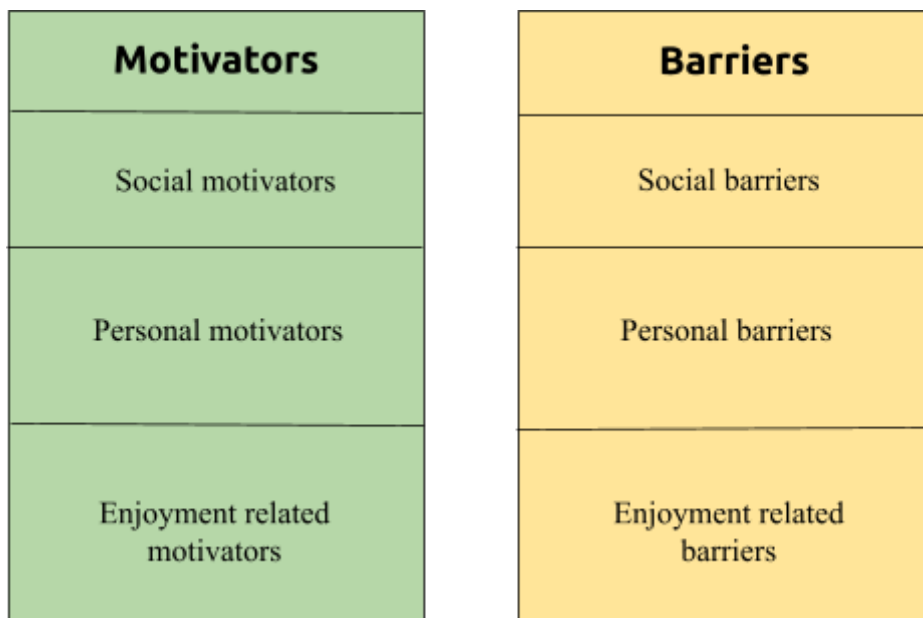 Motivators
Social motivators
Personal motivators
Enjoyment related
motivators
Barriers
Social barriers
Personal barriers
Enjoyment related
barriers